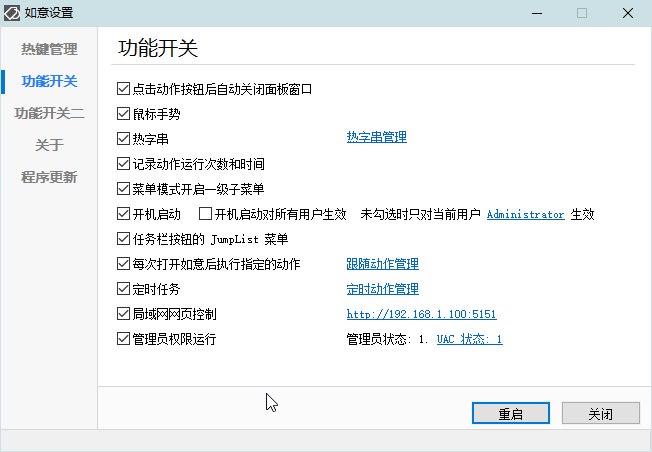 如意设置
热键管理
功能开关
功能开关二
关于
程序更新
功能开关
点击动作按钮后自动关闭面板窗口
鼠标手势
热字串 热字串管理
记录动作运行次数和时间
菜单模式开启一级子菜单
开机启动 开机启动对所有用户生效 未勾选时只对当前用户 Administrator 生效
任务栏按钮的 JumpList 菜单
每次打开如意后执行指定的动作 跟随动作管理
定时任务 定时动作管理
局域网网页控制 http://192.168.1.100:5151
管理员权限运行 管理员状态: 1. UAC 状态: 1
重启 关闭